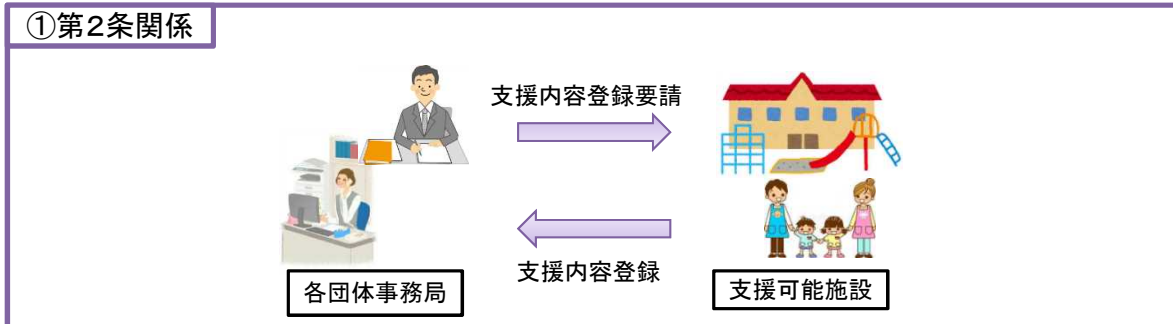 ①第2条関係
支援内容登録要請
支援内容登録
各団体事務局
支援可能施設